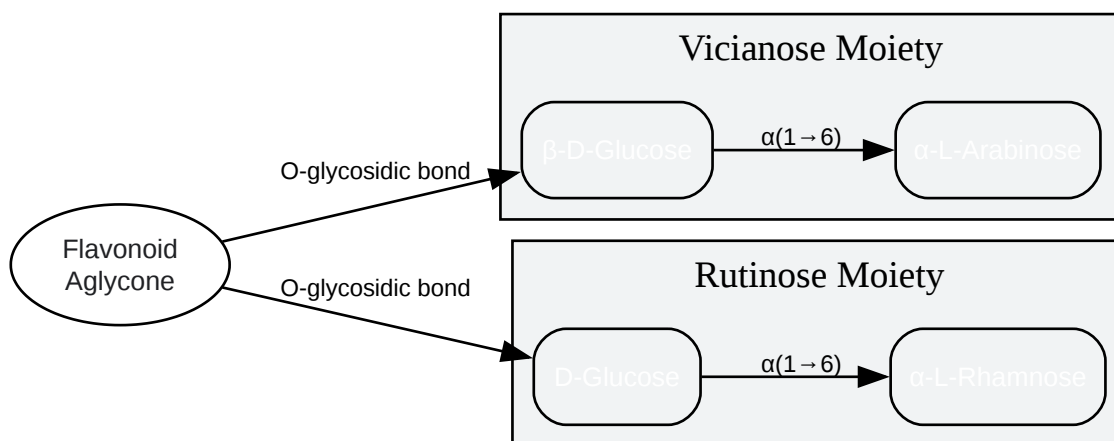 Vicianose Moiety
β-D-Glucose
α(1→6)
α-L-Arabinose
O-glycosidic bond
Flavonoid
Aglycone
O-glycosidic bond
Rutinose Moiety
D-Glucose
α(1→6)
α-L-Rhamnose